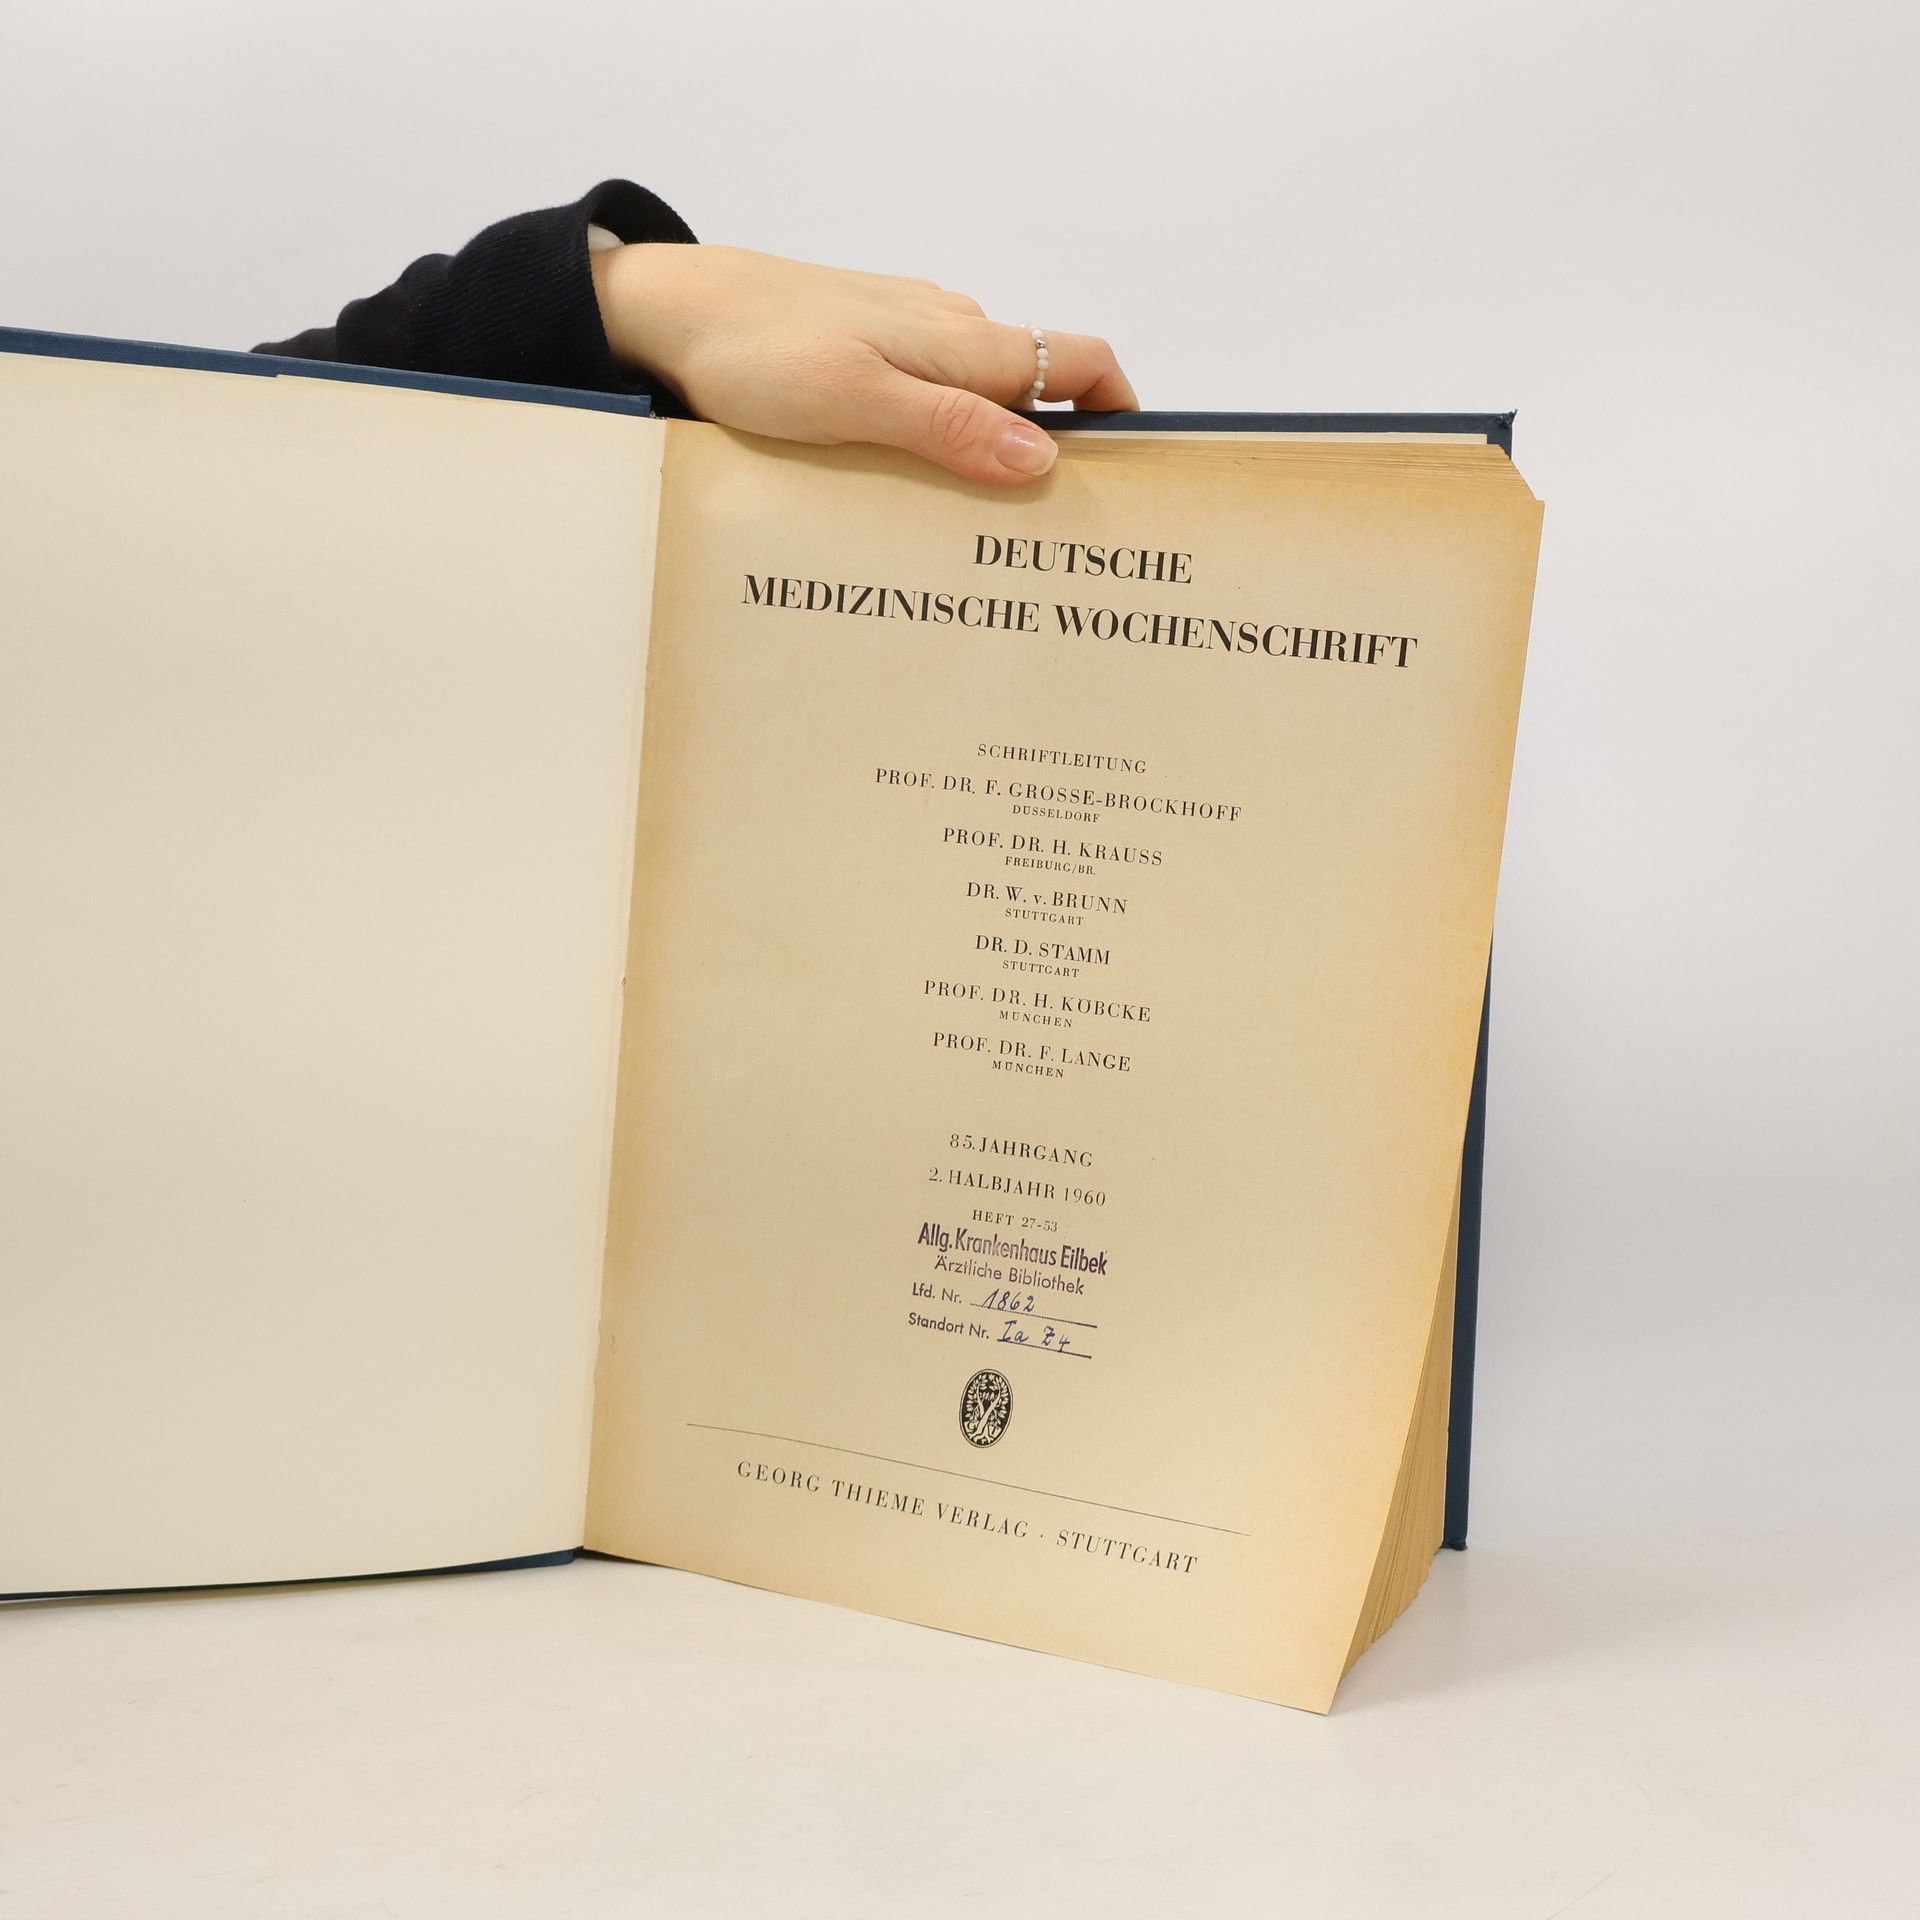 DEUTSCHE
MEDIZINISCHE WOCHENSCHRIFT
SCHRIFTLEITUNG
PROF. DR. F. GROSSE-BROCKHOFF
DÜSSELDORF
PROF. DR. H. KRAUSS
FREIBURG/BR.
DR. W. v. BRUNN
STUTTGART
DR. D. STAMM
STUTTGART
PROF. DR. H. KÖBCKE
MÜNCHEN
PROF. DR. F. LANGE
MÜNCHEN
85. JAHRGANG
2. HALBJAHR 1960
HEFT 27-53
Allg. Krankenhaus Eilbek
Ärztliche Bibliothek
Lfd. Nr. 1862
Standort Nr. Ia Z4
GEORG THIEME VERLAG · STUTTGART